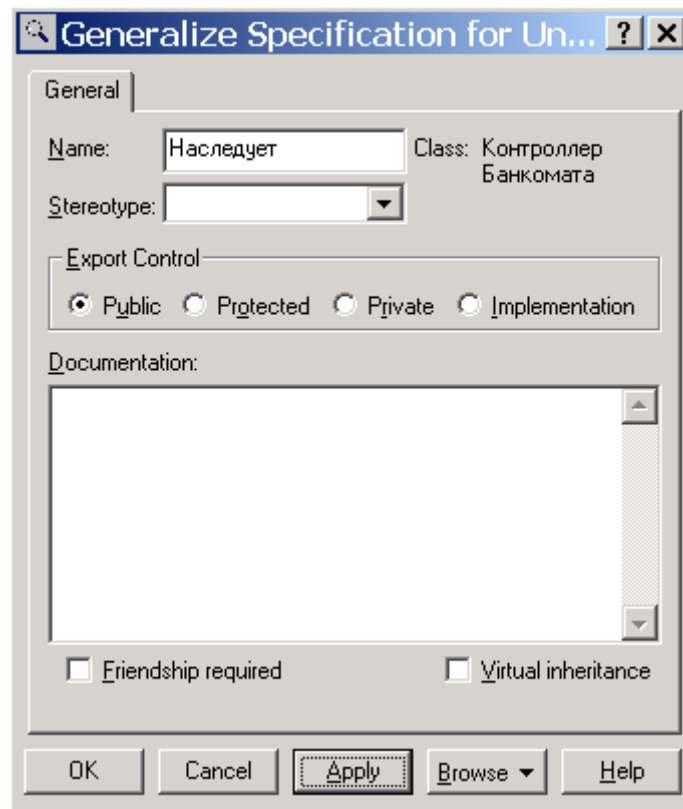 Generalize Specification for Un...
General
Name: Наследует Class: Контроллер
Банкомата
Stereotype:
Export Control
Public Protected Private Implementation
Documentation:
Friendship required Virtual inheritance
OK Cancel Apply Browse Help